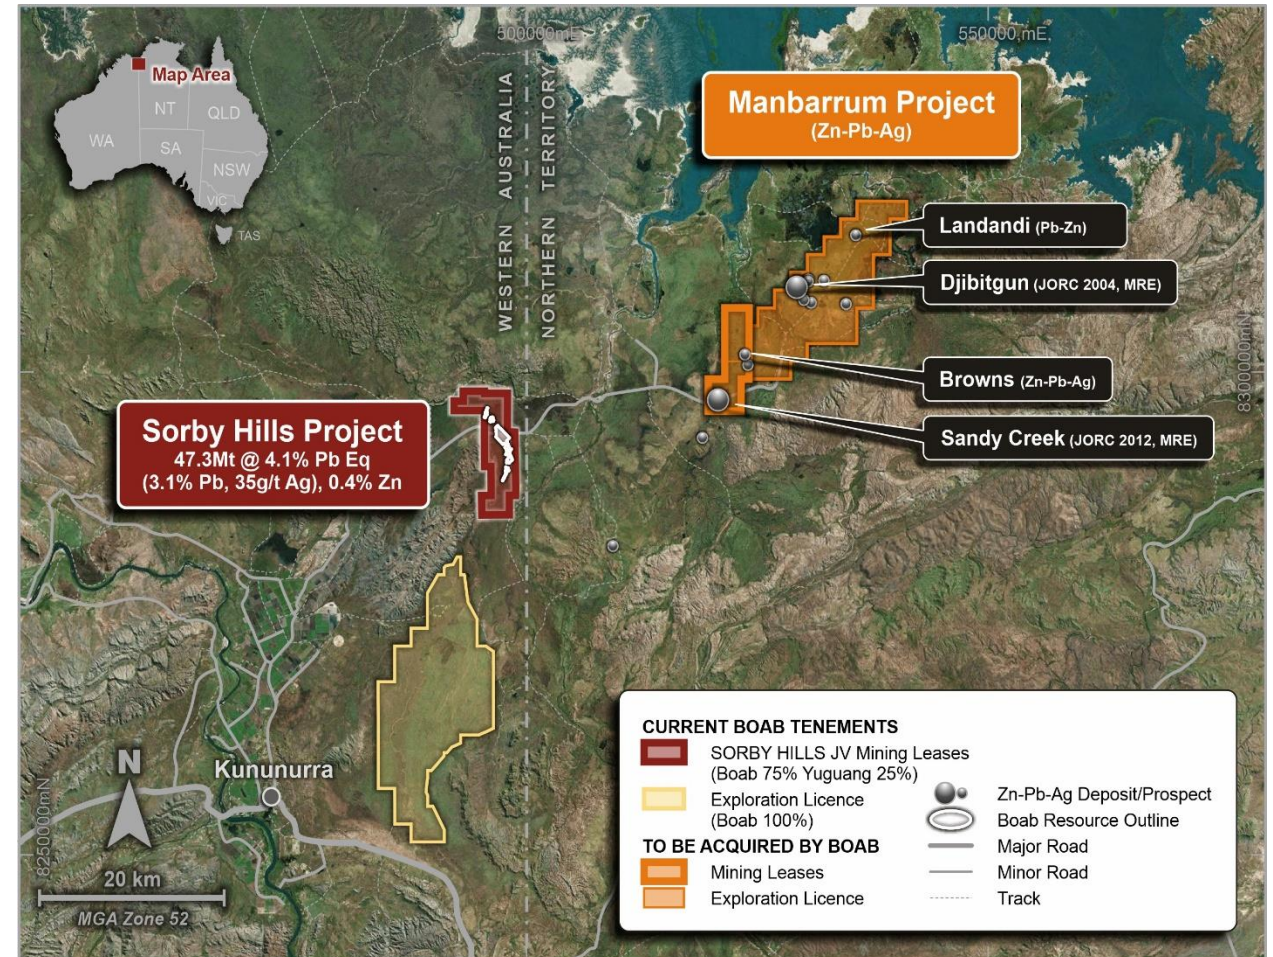 500000mE
550000 mE
Map Area
NT
QLD
WA
SA
NSW
VIC
TAS
WESTERN AUSTRALIA
NORTHERN TERRITORY
Manbarrum Project
(Zn-Pb-Ag)
Landandi (Pb-Zn)
Djibitgun (JORC 2004, MRE)
Browns (Zn-Pb-Ag)
Sandy Creek (JORC 2012, MRE)
8300000mN
Sorby Hills Project
47.3Mt @ 4.1% Pb Eq
(3.1% Pb, 35g/t Ag), 0.4% Zn
Kununurra
N
8250000mN
20 km
MGA Zone 52
CURRENT BOAB TENEMENTS
SORBY HILLS JV Mining Leases
(Boab 75% Yuguang 25%)
Exploration Licence
(Boab 100%)
TO BE ACQUIRED BY BOAB
Mining Leases
Exploration Licence
Zn-Pb-Ag Deposit/Prospect
Boab Resource Outline
Major Road
Minor Road
Track